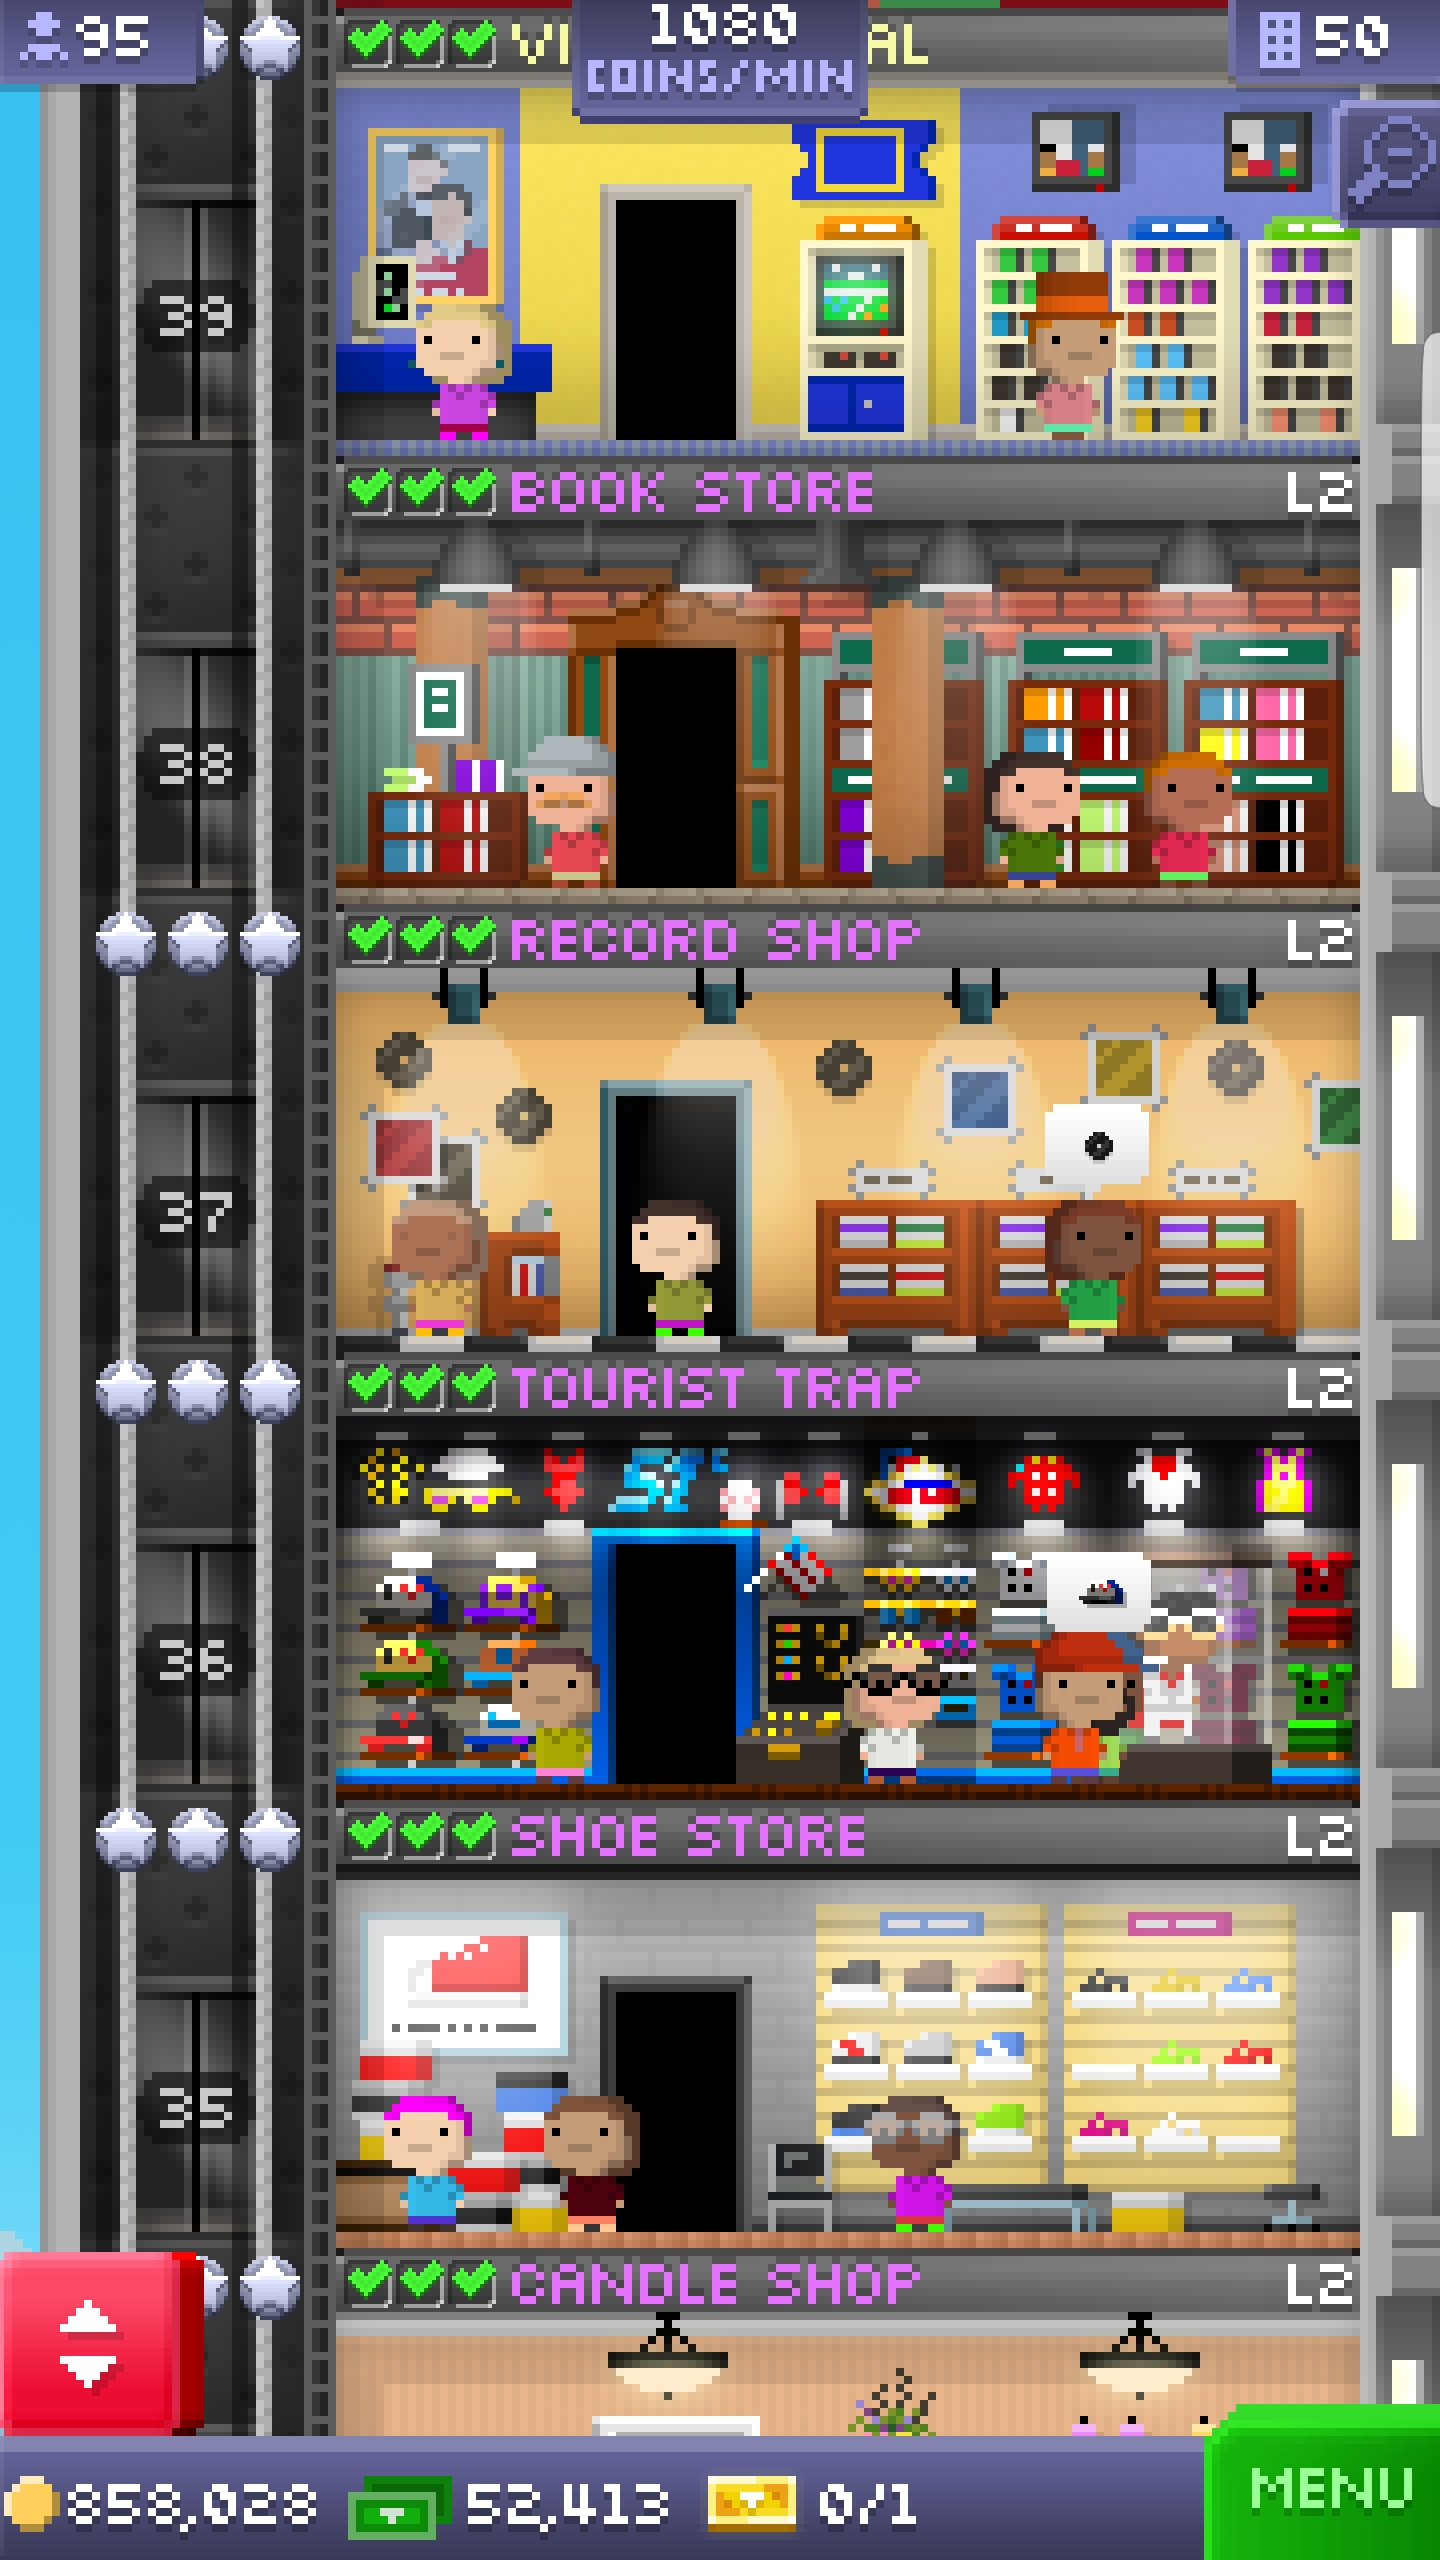 95
1080
COINS/MIN
50
VI AL
39
BOOK STORE L2
38
RECORD SHOP L2
37
TOURIST TRAP L2
36
SHOE STORE L2
35
CANDLE SHOP L2
858,028 52,413 0/1
MENU